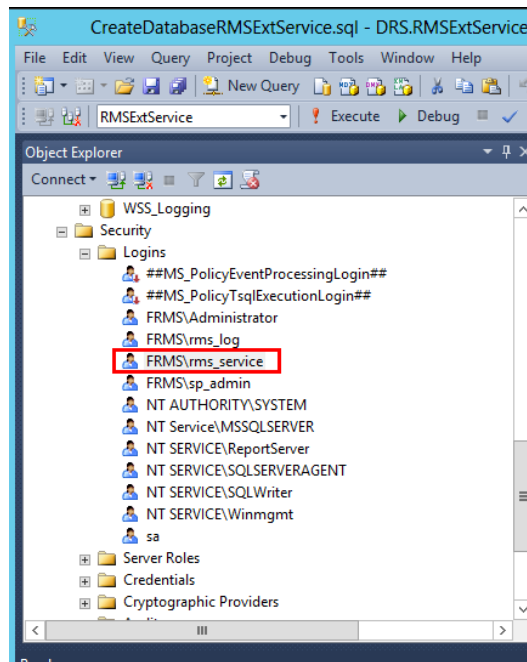 CreateDatabaseRMSExtService.sql - DRS.RMSExtService
File Edit View Query Project Debug Tools Window Help
New Query
RMSExtService Execute Debug
Object Explorer
Connect
WSS_Logging
Security
Logins
##MS_PolicyEventProcessingLogin##
##MS_PolicyTsqlExecutionLogin##
FRMS\Administrator
FRMS\rms_log
FRMS\rms_service
FRMS\sp_admin
NT AUTHORITY\SYSTEM
NT Service\MSSQLSERVER
NT SERVICE\ReportServer
NT SERVICE\SQLSERVERAGENT
NT SERVICE\SQLWriter
NT SERVICE\Winmgmt
sa
Server Roles
Credentials
Cryptographic Providers